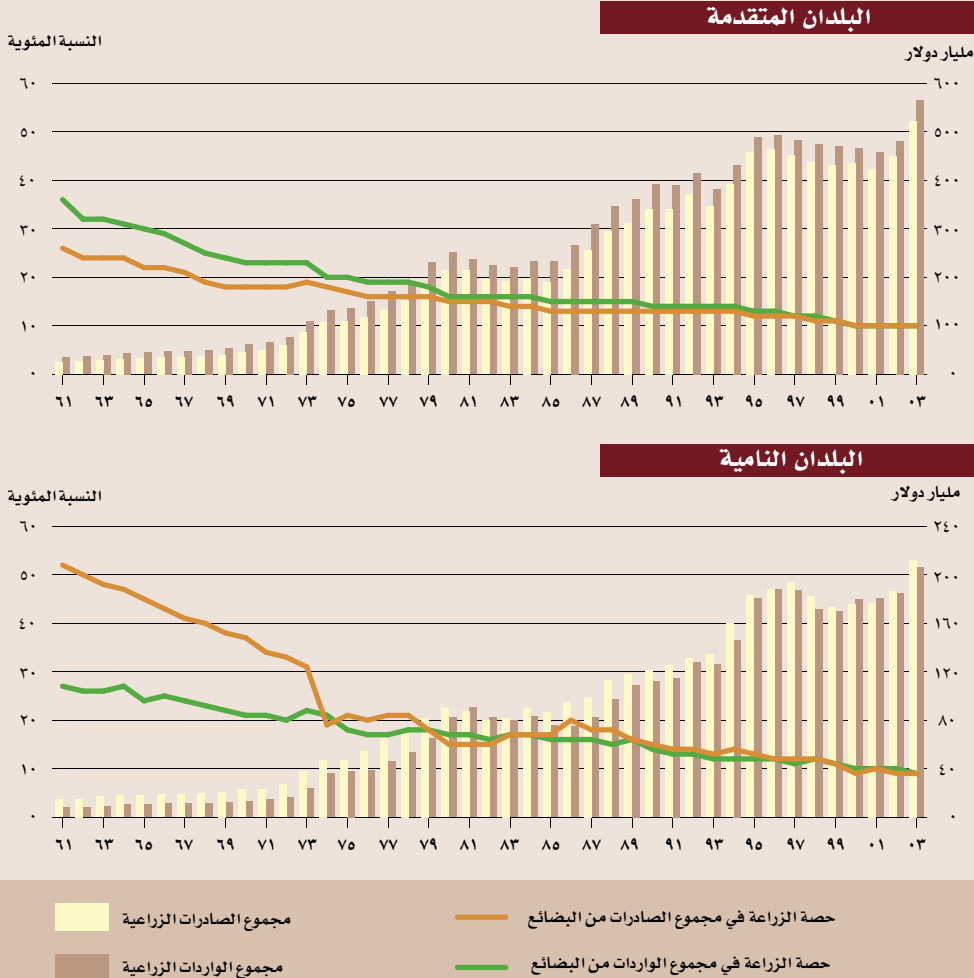 البلدان المتقدمة
النسبة المئوية
مليار دولار
٦٠ ٦٠٠
٥٠ ٥٠٠
٤٠ ٤٠٠
٣٠ ٣٠٠
٢٠ ٢٠٠
١٠ ١٠٠
٠ ٠
٦١ ٦٣ ٦٥ ٦٧ ٦٩ ٧١ ٧٣ ٧٥ ٧٧ ٧٩ ٨١ ٨٣ ٨٥ ٨٧ ٨٩ ٩١ ٩٣ ٩٥ ٩٧ ٩٩ ٠١ ٠٣
البلدان النامية
النسبة المئوية
مليار دولار
٦٠ ٢٤٠
٥٠ ٢٠٠
٤٠ ١٦٠
٣٠ ١٢٠
٢٠ ٨٠
١٠ ٤٠
٠ ٠
٦١ ٦٣ ٦٥ ٦٧ ٦٩ ٧١ ٧٣ ٧٥ ٧٧ ٧٩ ٨١ ٨٣ ٨٥ ٨٧ ٨٩ ٩١ ٩٣ ٩٥ ٩٧ ٩٩ ٠١ ٠٣
حصة الزراعة في مجموع الصادرات من البضائع
مجموع الصادرات الزراعية
حصة الزراعة في مجموع الواردات من البضائع
مجموع الواردات الزراعية